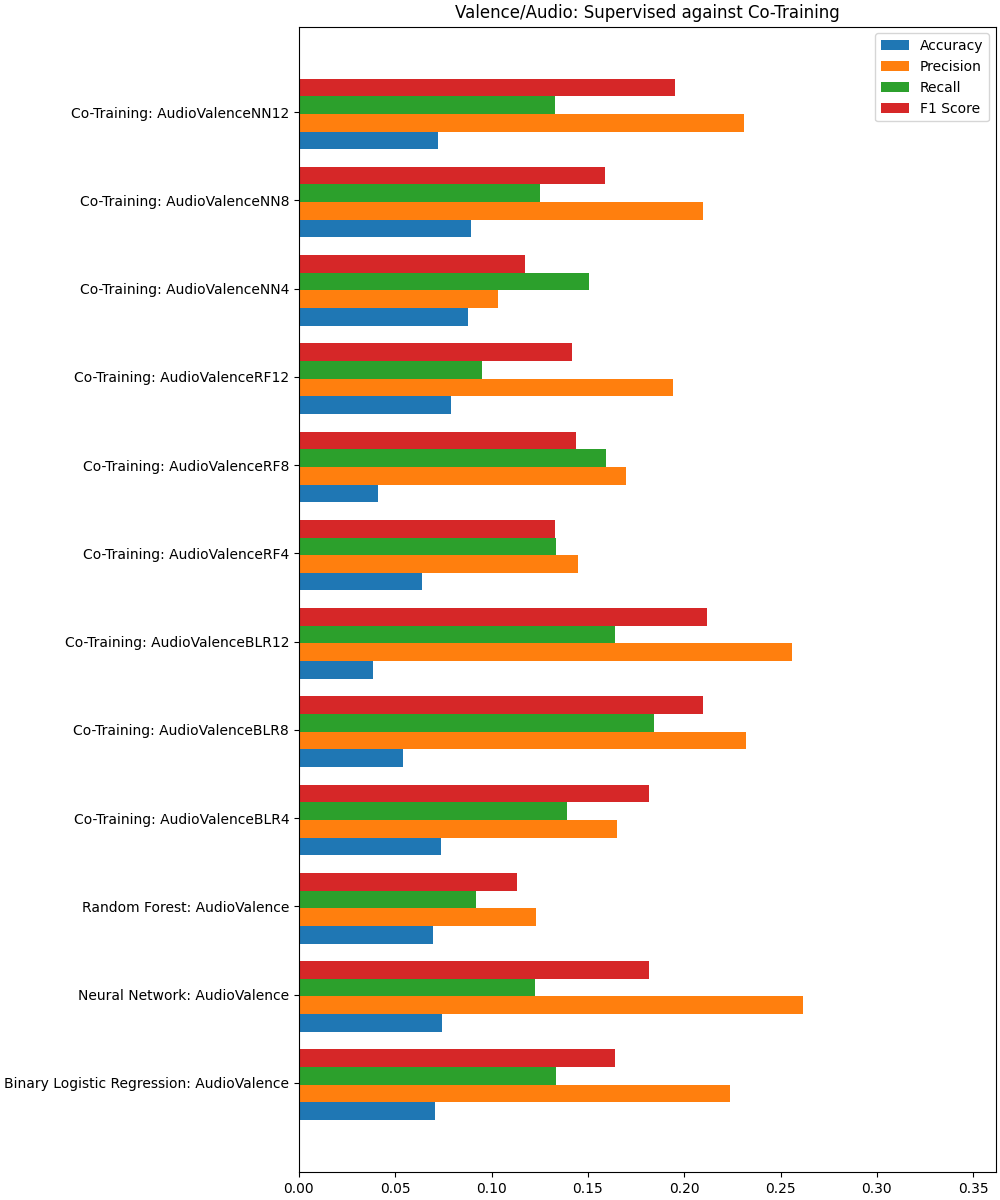 Valence/Audio: Supervised against Co-Training
Accuracy
Precision
Recall
F1 Score
Co-Training: AudioValenceNN12
Co-Training: AudioValenceNN8
Co-Training: AudioValenceNN4
Co-Training: AudioValenceRF12
Co-Training: AudioValenceRF8
Co-Training: AudioValenceRF4
Co-Training: AudioValenceBLR12
Co-Training: AudioValenceBLR8
Co-Training: AudioValenceBLR4
Random Forest: AudioValence
Neural Network: AudioValence
Binary Logistic Regression: AudioValence
0.00 0.05 0.10 0.15 0.20 0.25 0.30 0.35